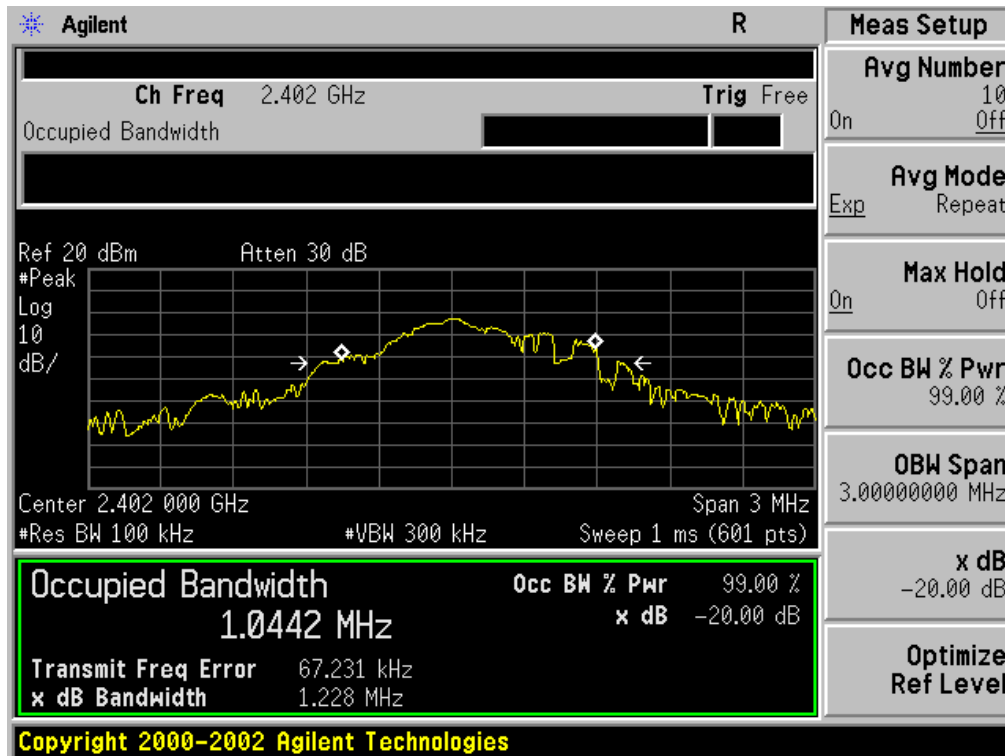 Agilent R Meas Setup
Ch Freq 2.402 GHz Trig Free
Occupied Bandwidth
Ref 20 dBm Atten 30 dB
#Peak
Log
10
dB/
Center 2.402 000 GHz Span 3 MHz
#Res BW 100 kHz #VBW 300 kHz Sweep 1 ms (601 pts)
Occupied Bandwidth Occ BW % Pwr 99.00 %
1.0442 MHz x dB -20.00 dB
Transmit Freq Error 67.231 kHz
x dB Bandwidth 1.228 MHz
Avg Number
10
On Off
Avg Mode
Exp Repeat
Max Hold
On Off
Occ BW % Pwr
99.00 %
OBW Span
3.00000000 MHz
x dB
-20.00 dB
Optimize
Ref Level
Copyright 2000-2002 Agilent Technologies